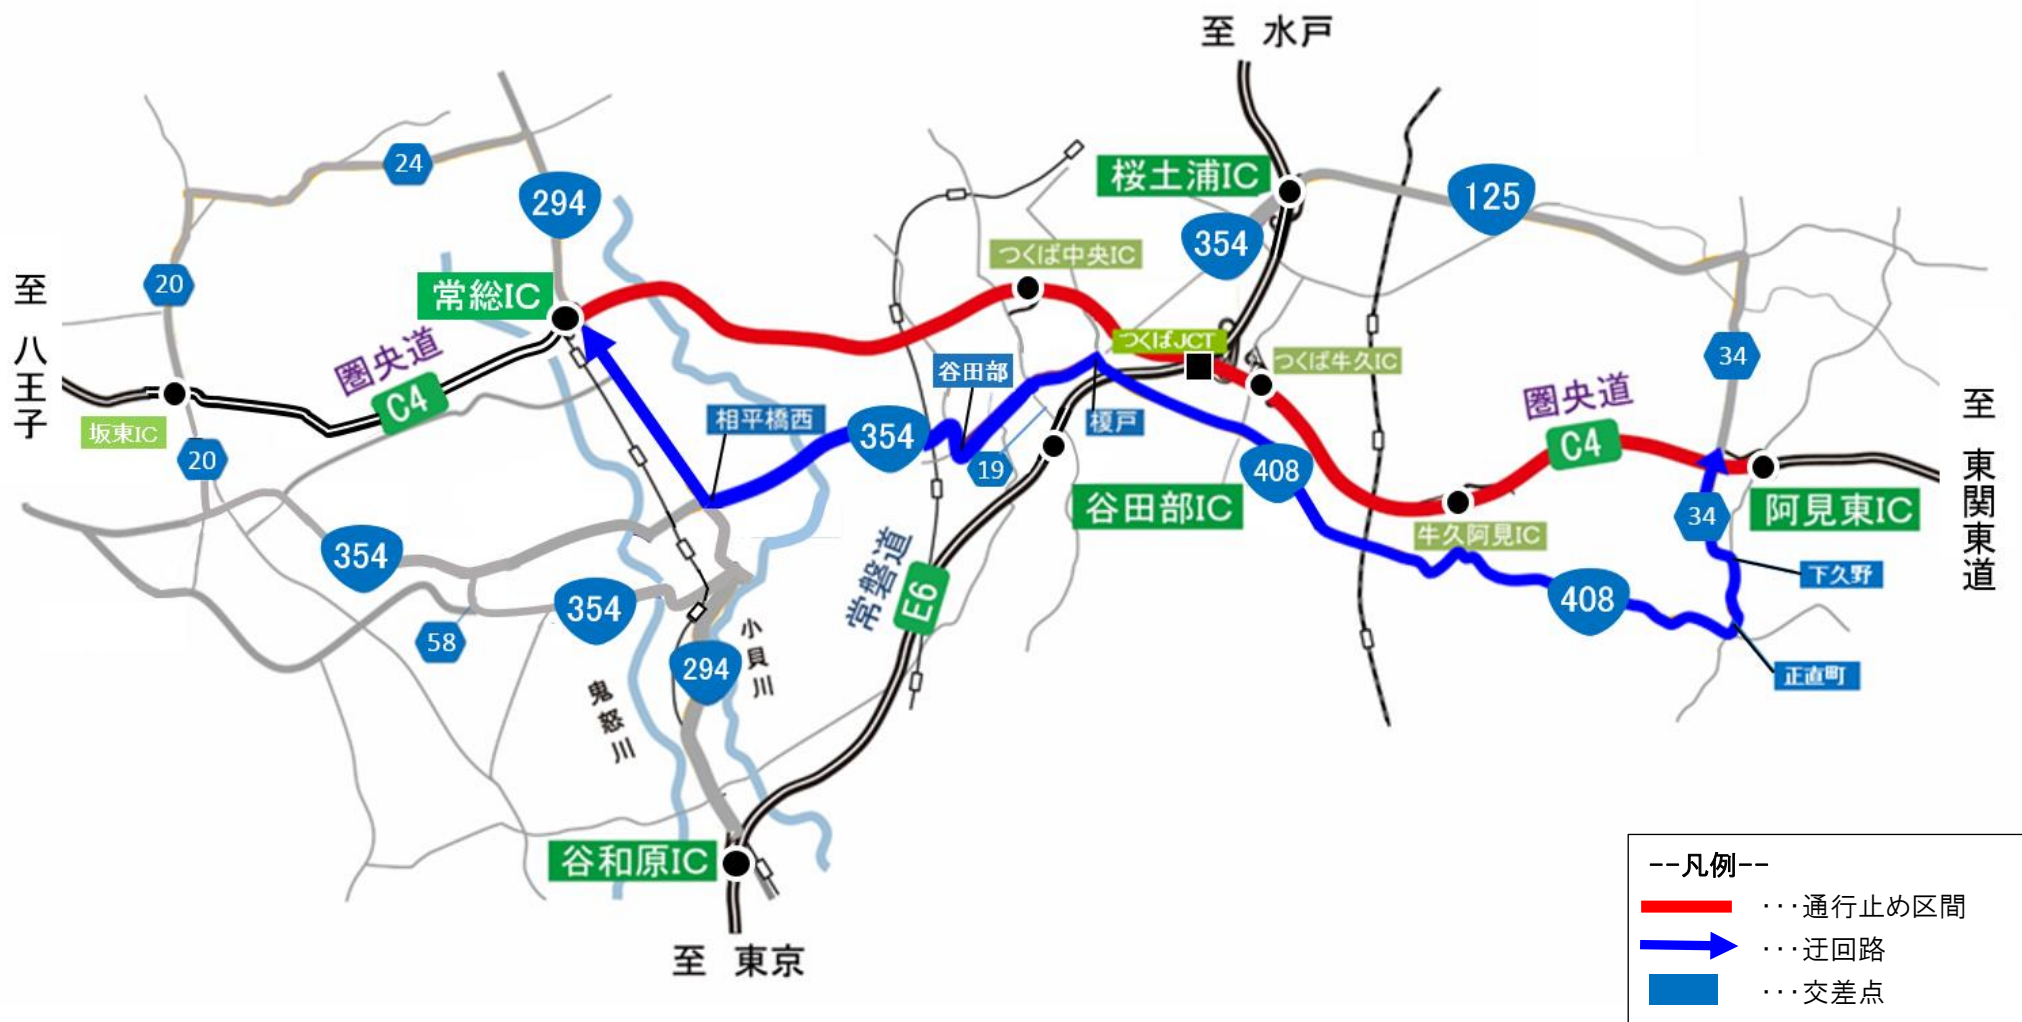 至 水戸
24
294
桜土浦IC
125
354
つくば中央IC
20
至 八王子
常総IC
圏央道
C4
つくばJCT
つくば牛久IC
34
谷田部
圏央道
C4
至 東関東道
坂東IC
相平橋西
354
榎戸
20
19
408
谷田部IC
牛久阿見IC
34
阿見東IC
354
常磐道
E6
下久野
408
354
58
小貝川
294
正直町
鬼怒川
谷和原IC
至 東京
--凡例--
・・・通行止め区間
・・・迂回路
・・・交差点